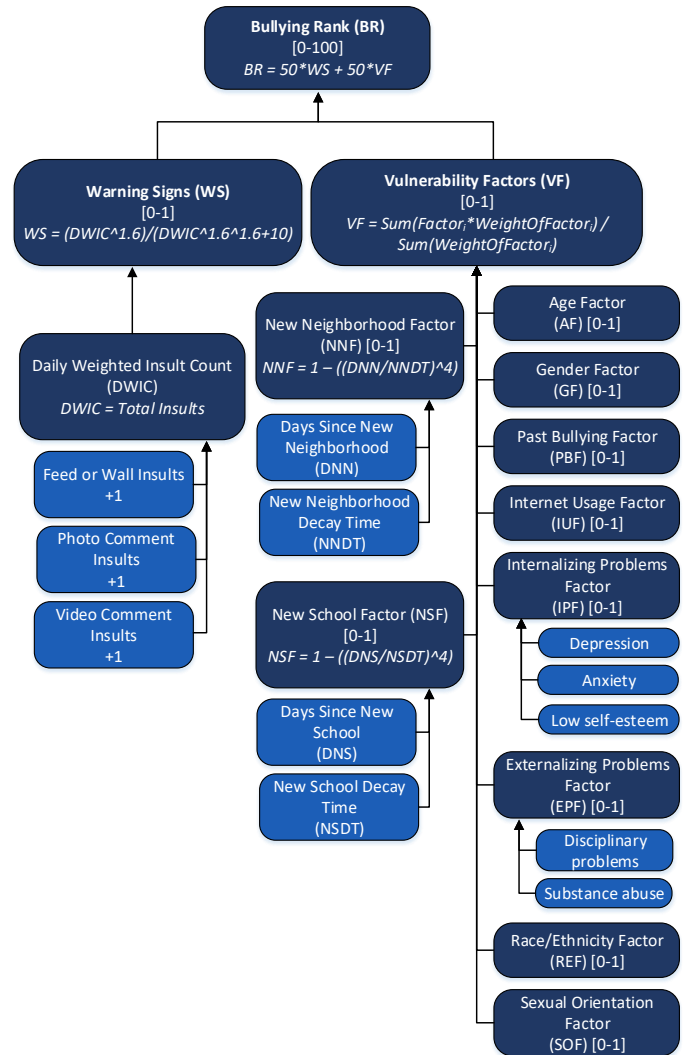 Bullying Rank (BR)
[0-100]
BR = 50*WS + 50*VF
Warning Signs (WS)
[0-1]
WS = (DWIC^1.6)/(DWIC^1.6^1.6+10)
Vulnerability Factors (VF)
[0-1]
VF = Sum(Factorᵢ*WeightOfFactorᵢ) /
Sum(WeightOfFactorᵢ)
Daily Weighted Insult Count
(DWIC)
DWIC = Total Insults
Feed or Wall Insults
+1
Photo Comment
Insults
+1
Video Comment
Insults
+1
New Neighborhood Factor
(NNF) [0-1]
NNF = 1 – ((DNN/NNDT)^4)
Days Since New
Neighborhood
(DNN)
New Neighborhood
Decay Time
(NNDT)
New School Factor (NSF)
[0-1]
NSF = 1 – ((DNS/NSDT)^4)
Days Since New
School
(DNS)
New School Decay
Time
(NSDT)
Age Factor
(AF) [0-1]
Gender Factor
(GF) [0-1]
Past Bullying Factor
(PBF) [0-1]
Internet Usage Factor
(IUF) [0-1]
Internalizing Problems
Factor
(IPF) [0-1]
Depression
Anxiety
Low self-esteem
Externalizing Problems
Factor
(EPF) [0-1]
Disciplinary
problems
Substance abuse
Race/Ethnicity Factor
(REF) [0-1]
Sexual Orientation
Factor
(SOF) [0-1]